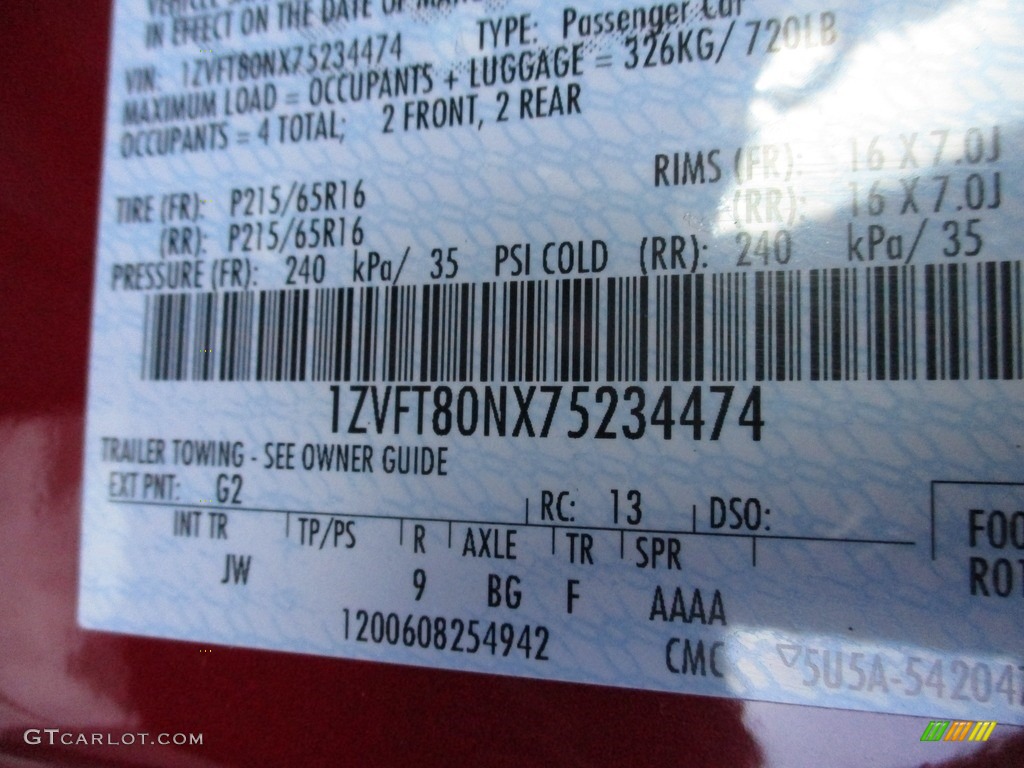 IN EFFECT ON THE DATE OF
VIN: 1ZVFT80NX75234474 TYPE: Passenger Car
MAXIMUM LOAD = OCCUPANTS + LUGGAGE = 326KG/ 720LB
OCCUPANTS = 4 TOTAL; 2 FRONT, 2 REAR
RIMS (FR): 16 X 7.0J
TIRE (FR): P215/65R16 (RR): 16 X 7.0J
(RR): P215/65R16
PRESSURE (FR): 240 kPa/ 35 PSI COLD (RR): 240 kPa/ 35
1ZVFT80NX75234474
TRAILER TOWING - SEE OWNER GUIDE
EXT PNT: G2 RC: 13 DSO:
INT TR TP/PS R AXLE TR SPR
JW 9 BG F AAAA
1200608254942 CMC 5U5A-54204
GTCARLOT.COM